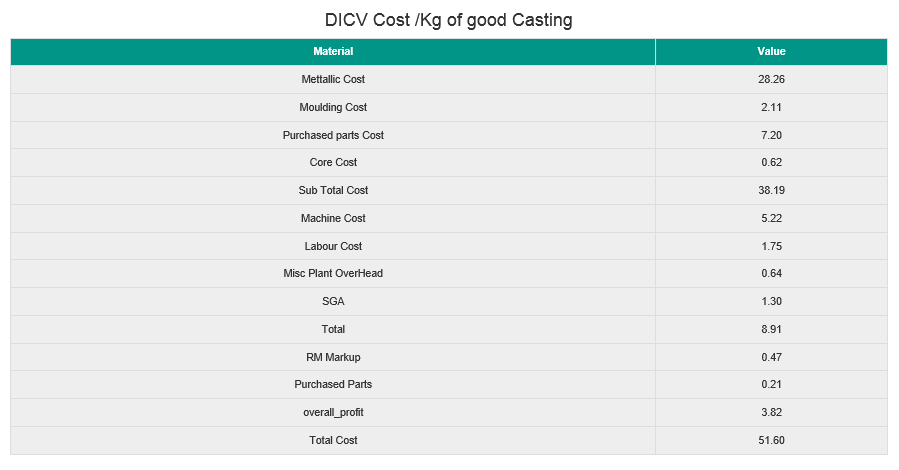 DICV Cost /Kg of good Casting
Material Value
Mettallic Cost 28.26
Moulding Cost 2.11
Purchased parts Cost 7.20
Core Cost 0.62
Sub Total Cost 38.19
Machine Cost 5.22
Labour Cost 1.75
Misc Plant OverHead 0.64
SGA 1.30
Total 8.91
RM Markup 0.47
Purchased Parts 0.21
overall_profit 3.82
Total Cost 51.60